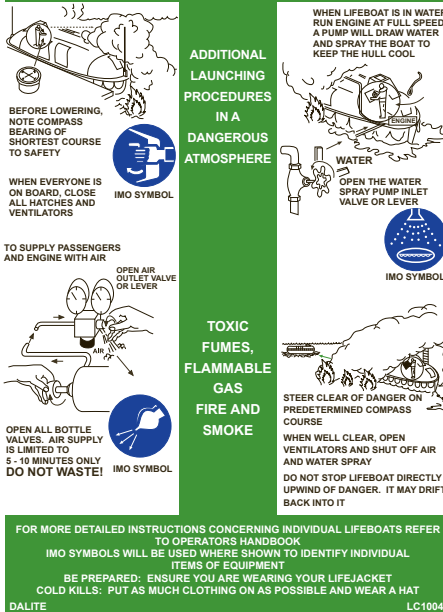 BEFORE LOWERING,
NOTE COMPASS
BEARING OF
SHORTEST COURSE
TO SAFETY
WHEN EVERYONE IS
ON BOARD, CLOSE
ALL HATCHES AND
VENTILATORS
IMO SYMBOL
TO SUPPLY PASSENGERS
AND ENGINE WITH AIR
OPEN AIR
OUTLET VALVE
OR LEVER
AIR
OPEN ALL BOTTLE
VALVES. AIR SUPPLY
IS LIMITED TO
5 - 10 MINUTES ONLY
DO NOT WASTE!
IMO SYMBOL
ADDITIONAL
LAUNCHING
PROCEDURES
IN A
DANGEROUS
ATMOSPHERE
TOXIC
FUMES,
FLAMMABLE
GAS
FIRE AND
SMOKE
WHEN LIFEBOAT IS IN WATER
RUN ENGINE AT FULL SPEED
A PUMP WILL DRAW WATER
AND SPRAY THE BOAT TO
KEEP THE HULL COOL
ENGINE
WATER
OPEN THE WATER
SPRAY PUMP INLET
VALVE OR LEVER
IMO SYMBOL
STEER CLEAR OF DANGER ON
PREDETERMINED COMPASS
COURSE
WHEN WELL CLEAR, OPEN
VENTILATORS AND SHUT OFF AIR
AND WATER SPRAY
DO NOT STOP LIFEBOAT DIRECTLY
UPWIND OF DANGER. IT MAY DRIFT
BACK INTO IT
FOR MORE DETAILED INSTRUCTIONS CONCERNING INDIVIDUAL LIFEBOATS REFER
TO OPERATORS HANDBOOK
IMO SYMBOLS WILL BE USED WHERE SHOWN TO IDENTIFY INDIVIDUAL
ITEMS OF EQUIPMENT
BE PREPARED: ENSURE YOU ARE WEARING YOUR LIFEJACKET
COLD KILLS: PUT AS MUCH CLOTHING ON AS POSSIBLE AND WEAR A HAT
DALITE
LC1004